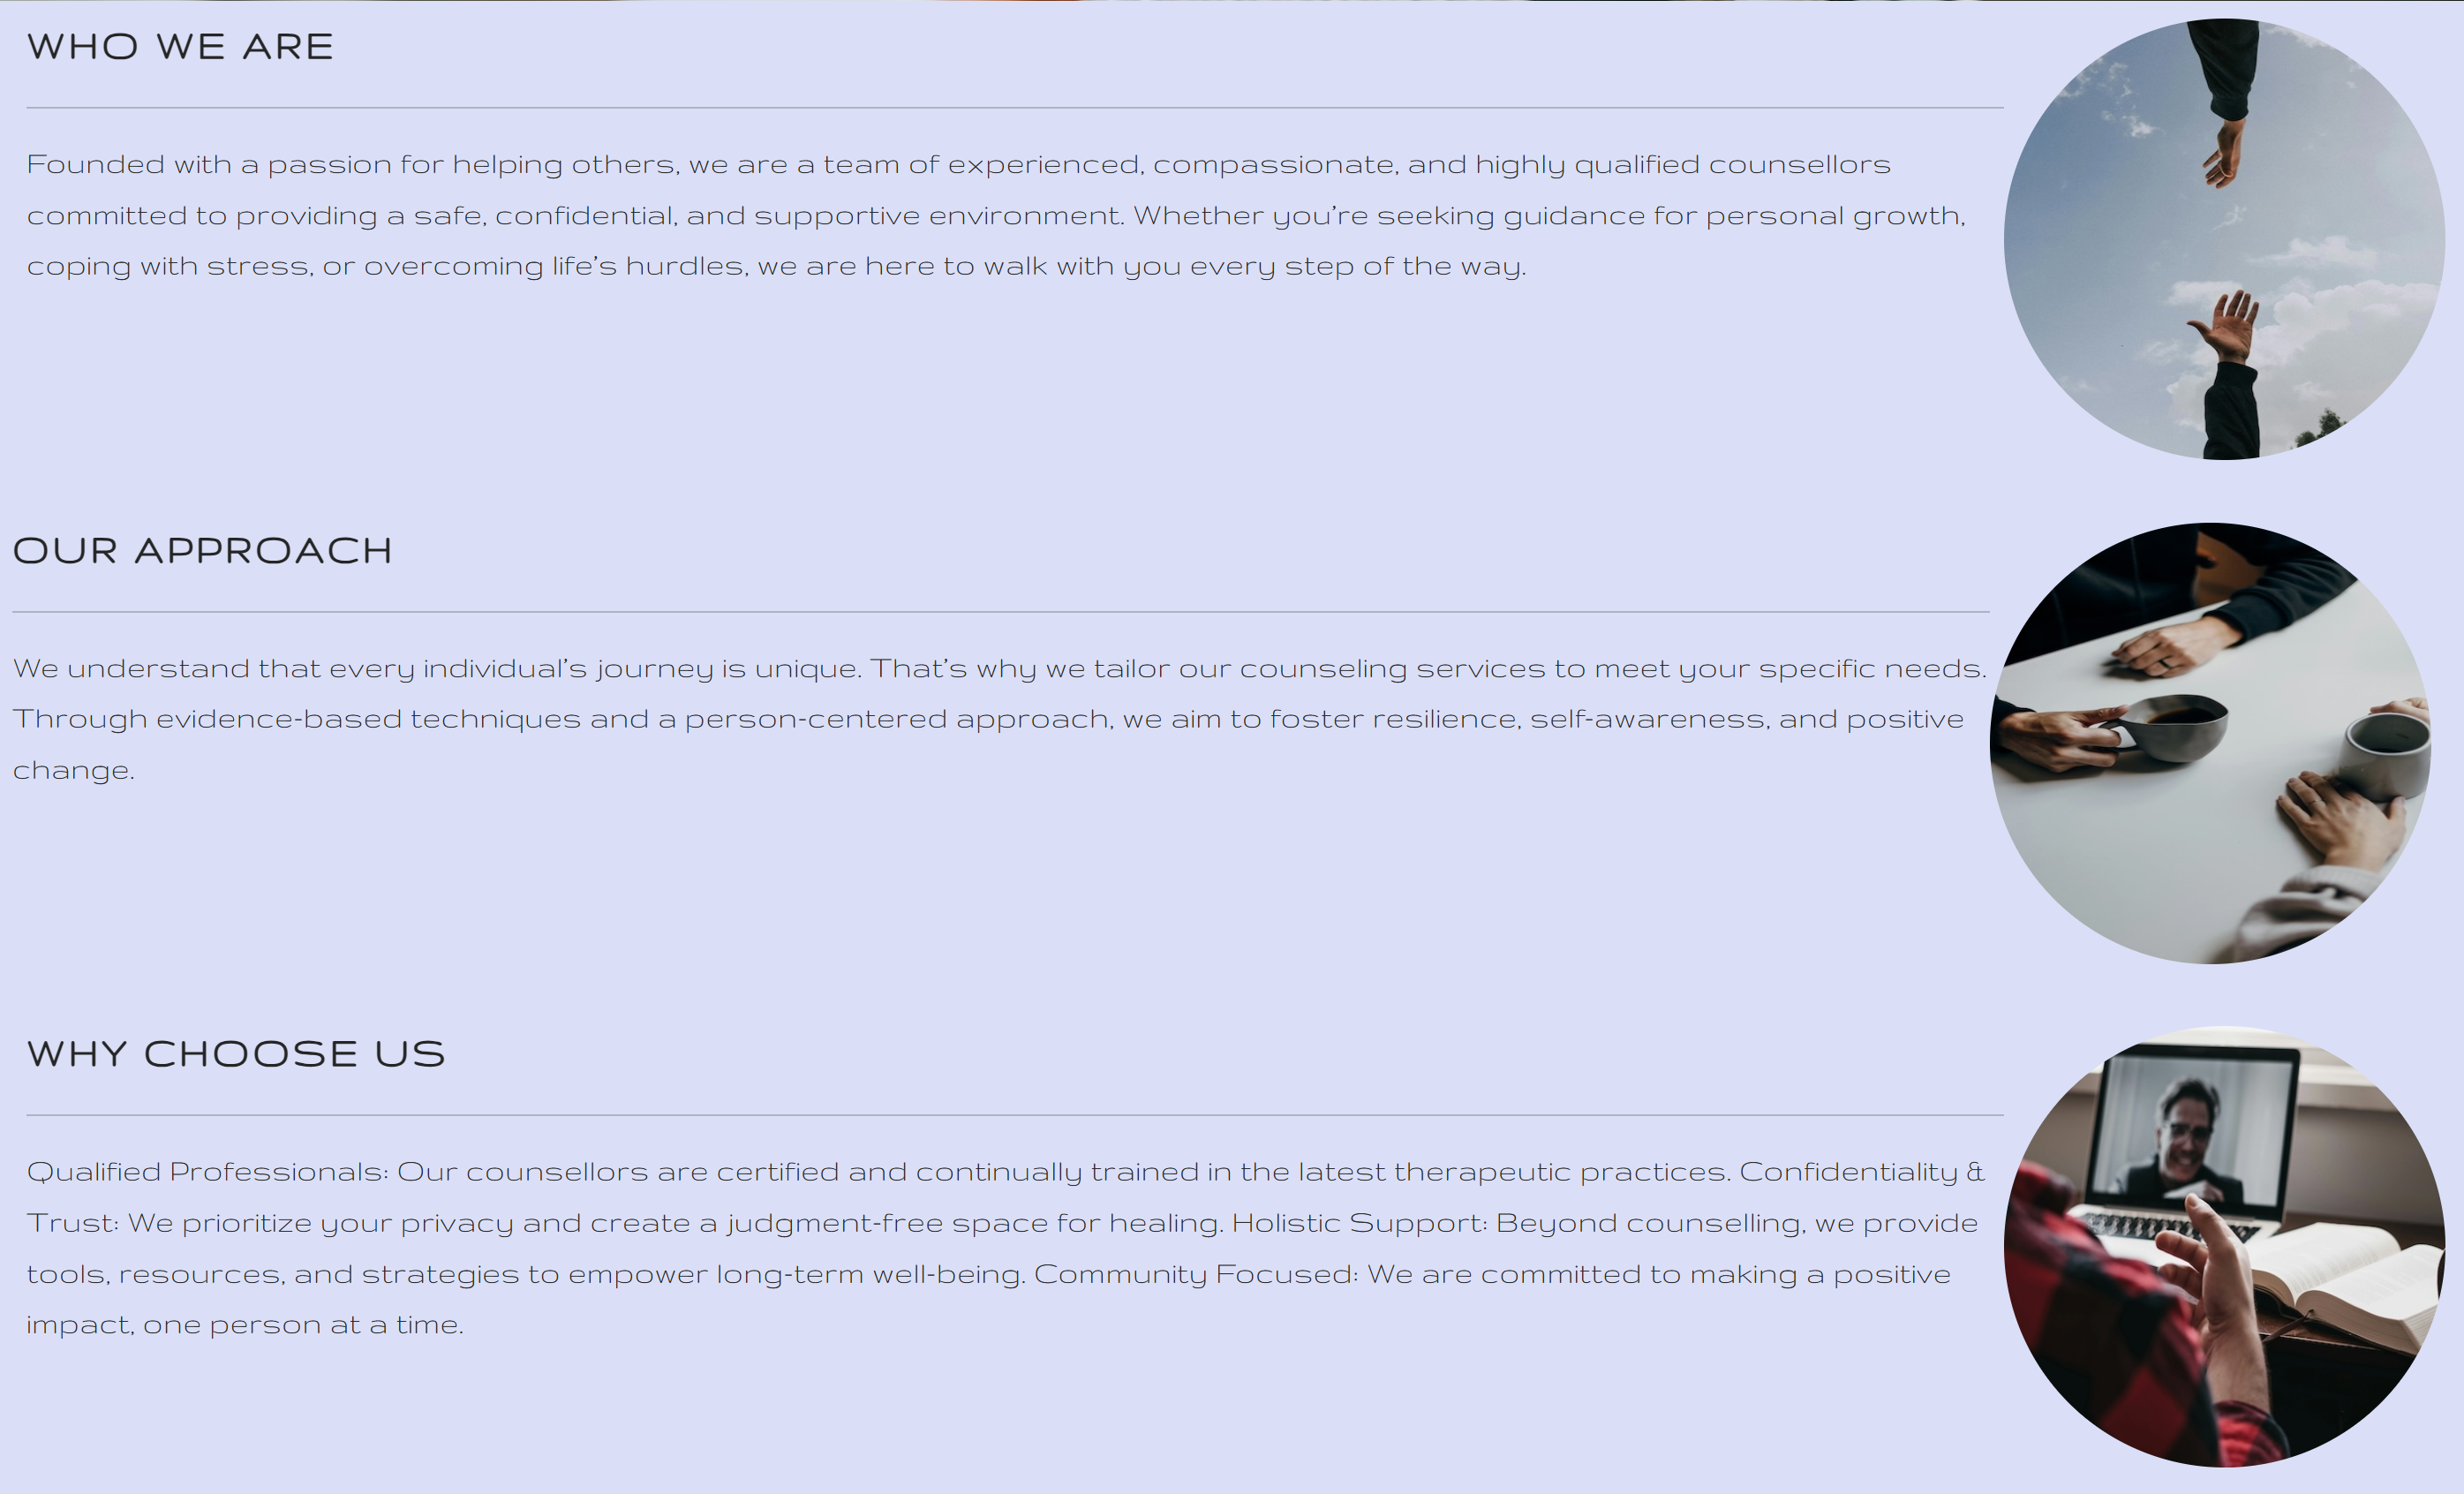 WHO WE ARE
Founded with a passion for helping others, we are a team of experienced, compassionate, and highly qualified counsellors
committed to providing a safe, confidential, and supportive environment. Whether you’re seeking guidance for personal growth,
coping with stress, or overcoming life’s hurdles, we are here to walk with you every step of the way.
OUR APPROACH
We understand that every individual’s journey is unique. That’s why we tailor our counseling services to meet your specific needs.
Through evidence-based techniques and a person-centered approach, we aim to foster resilience, self-awareness, and positive
change.
WHY CHOOSE US
Qualified Professionals: Our counsellors are certified and continually trained in the latest therapeutic practices. Confidentiality &
Trust: We prioritize your privacy and create a judgment-free space for healing. Holistic Support: Beyond counselling, we provide
tools, resources, and strategies to empower long-term well-being. Community Focused: We are committed to making a positive
impact, one person at a time.